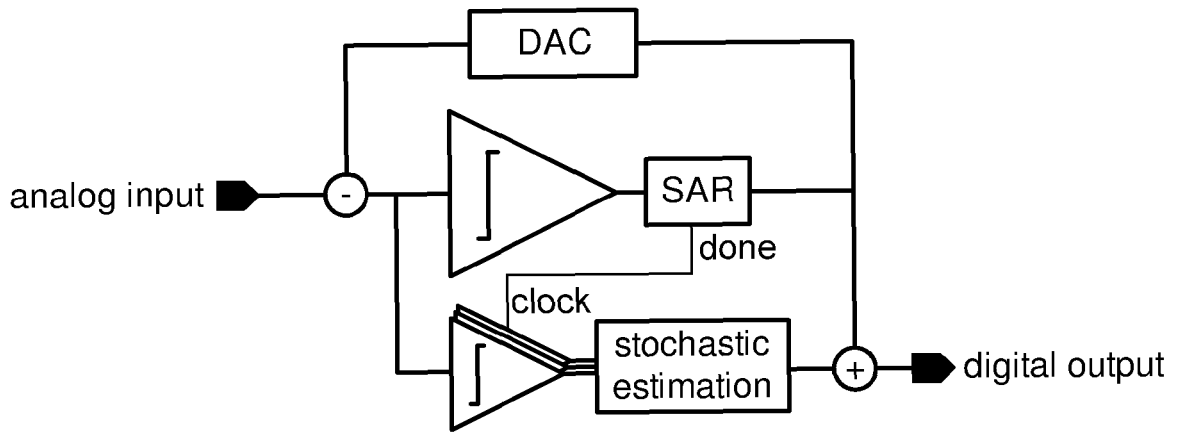 DAC
analog input
-
SAR
done
clock
stochastic
estimation
+
digital output